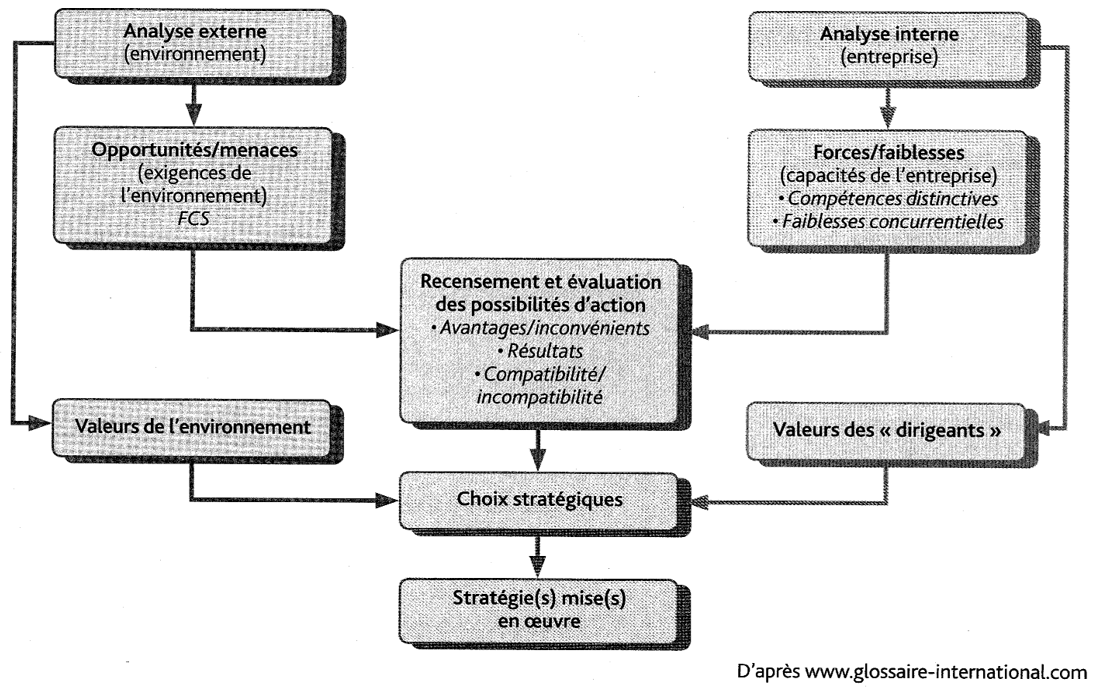 Analyse externe
(environnement)
Analyse interne
(entreprise)
Opportunités/menaces
(exigences de
l'environnement)
FCS
Forces/faiblesses
(capacités de l'entreprise)
• Compétences distinctives
• Faiblesses concurrentielles
Recensement et évaluation
des possibilités d'action
• Avantages/inconvénients
• Résultats
• Compatibilité/
incompatibilité
Valeurs de l'environnement
Valeurs des « dirigeants »
Choix stratégiques
Stratégie(s) mise(s)
en œuvre
D'après www.glossaire-international.com